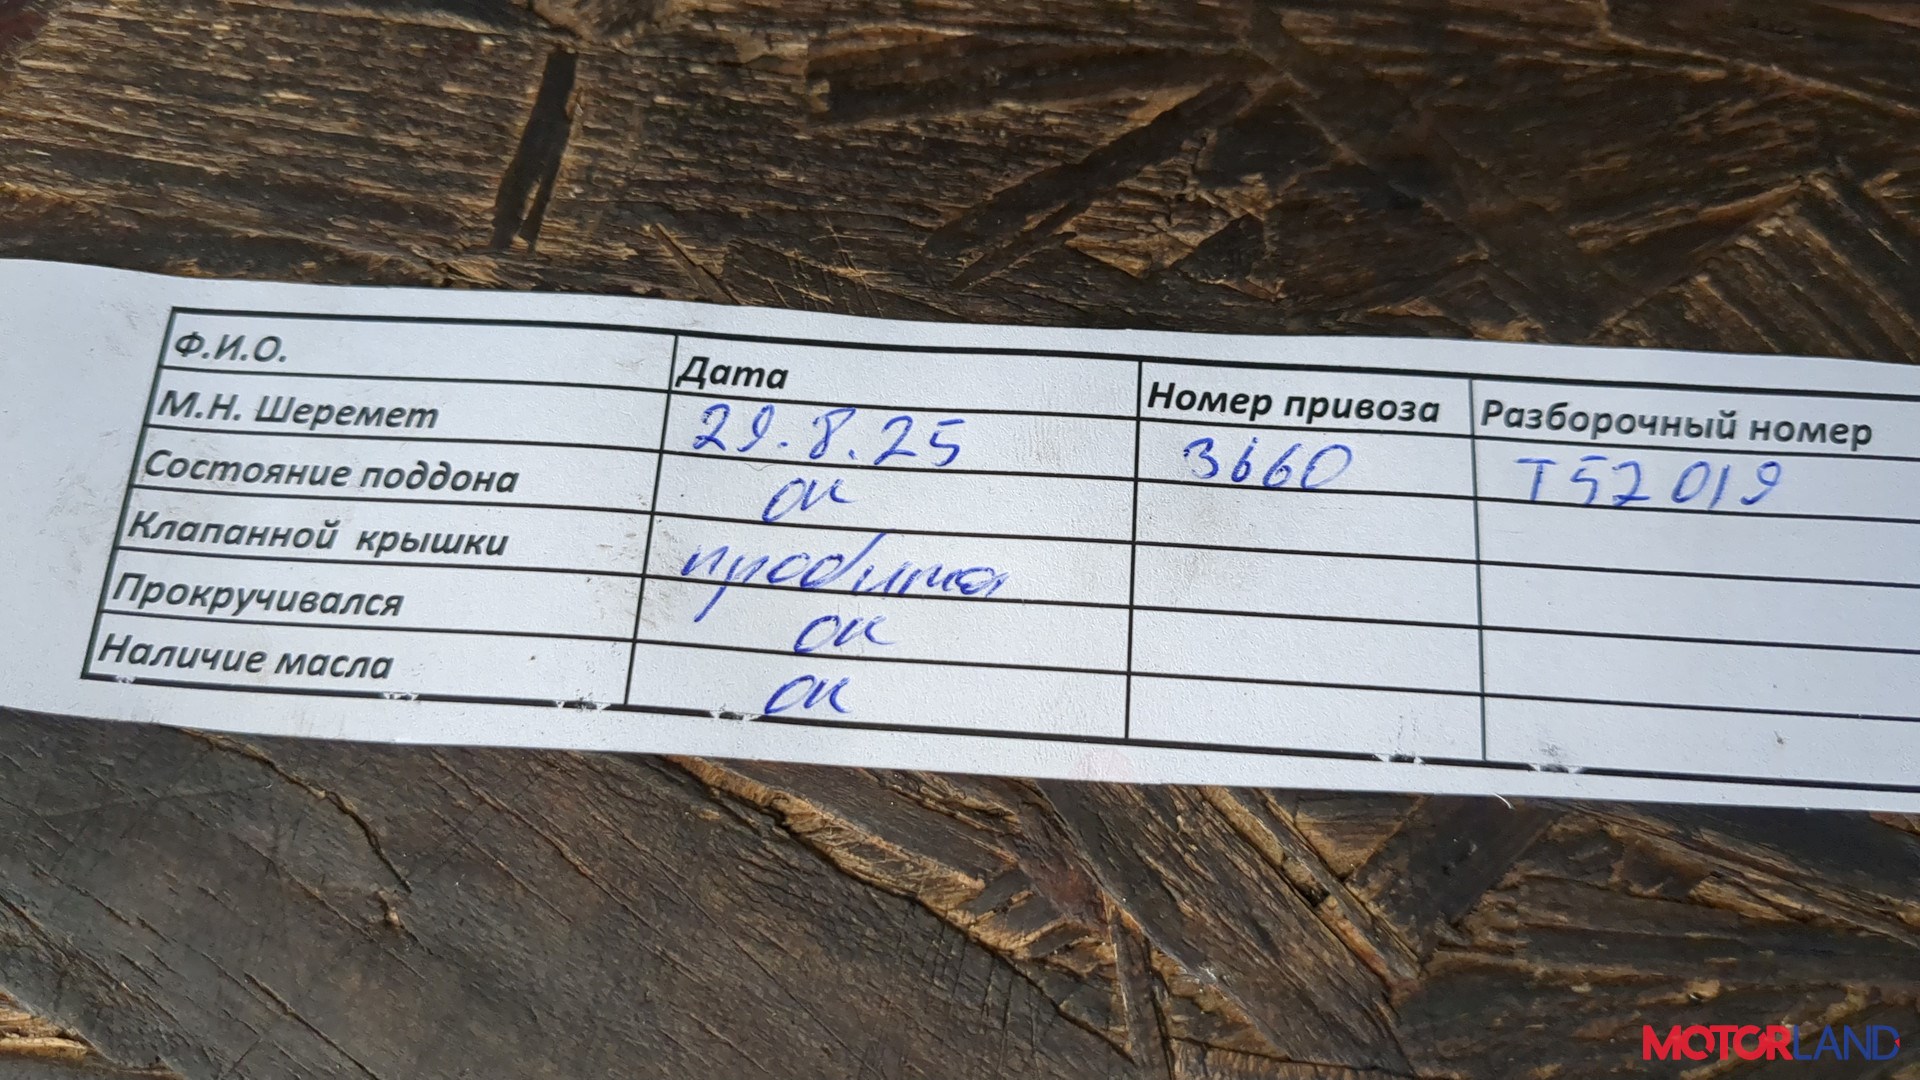 Ф.И.О. Дата Номер привоза Разборочный номер
М.Н. Шеремет 29.8.25 3660 Т52019
Состояние поддона ок
Клапанной крышки пробита
Прокручивался ок
Наличие масла ок
MOTORLAND